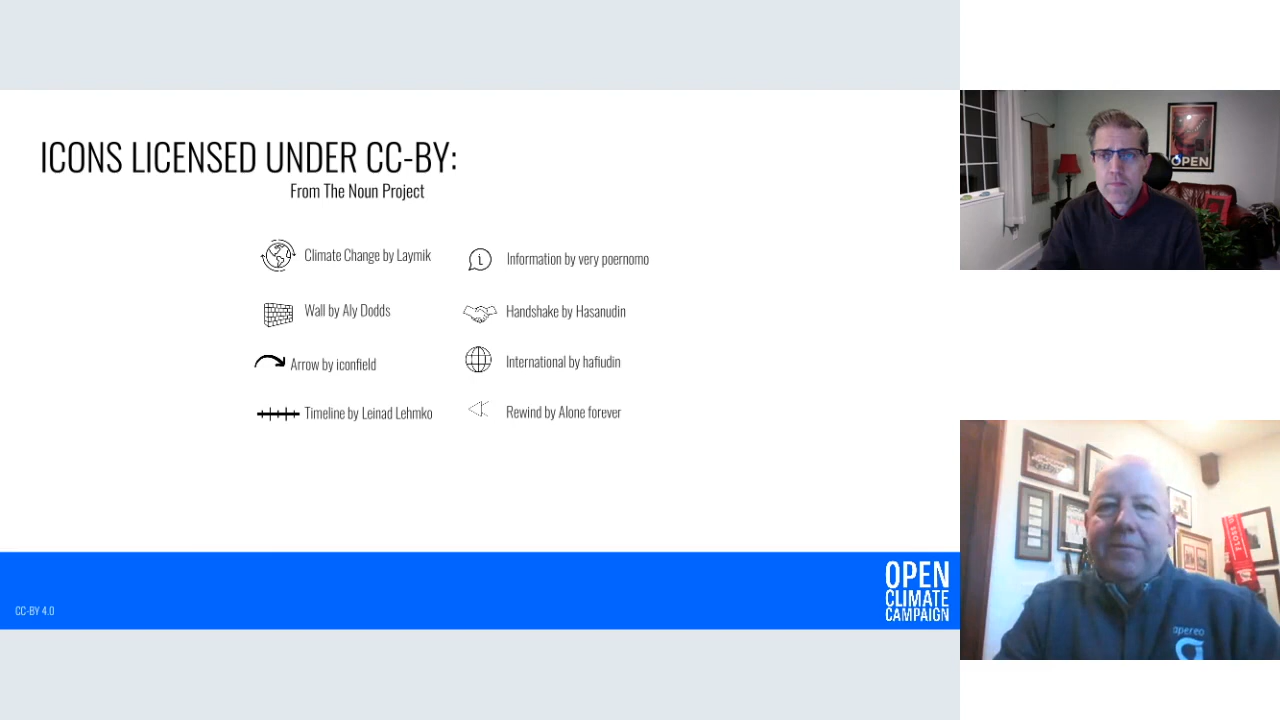 ICONS LICENSED UNDER CC-BY:
From The Noun Project
Climate Change by Laymik
Information by very poernomo
Wall by Aly Dodds
Handshake by Hasanudin
Arrow by iconfield
International by hafiudin
Timeline by Leinad Lehmko
Rewind by Alone forever
CC-BY 4.0
OPEN
CLIMATE
CAMPAIGN
OPEN
apereo